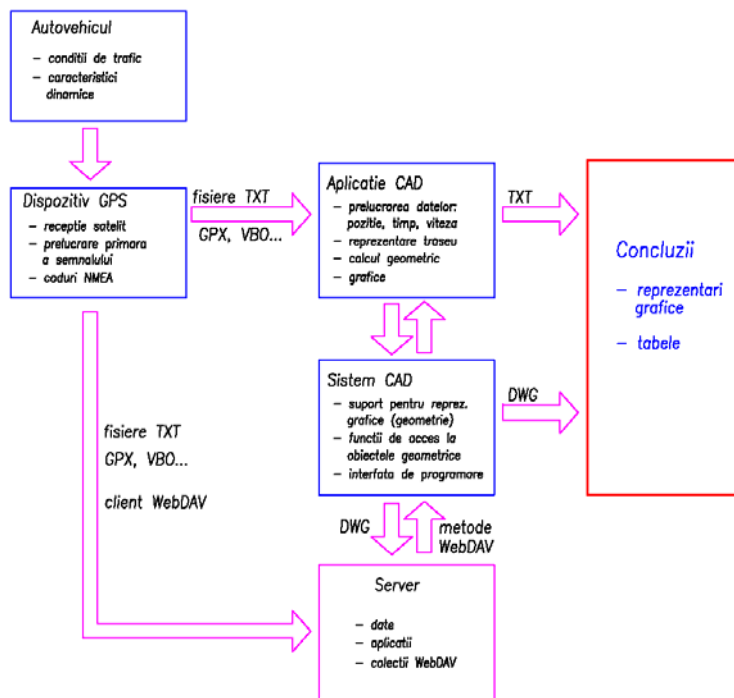 Autovehicul
– conditii de trafic
– caracteristici
dinamice
Dispozitiv GPS
– receptie satelit
– prelucrare primara
a semnalului
– coduri NMEA
fisiere TXT
GPX, VBO...
Aplicatie CAD
– prelucrarea datelor:
pozitie, timp, viteza
– reprezentare traseu
– calcul geometric
– grafice
TXT
Concluzii
– reprezentari
grafice
– tabele
Sistem CAD
– suport pentru reprez.
grafice (geometrie)
– functii de acces la
obiectele geometrice
– interfata de programare
DWG
fisiere TXT
GPX, VBO...
client WebDAV
DWG
metode
WebDAV
Server
– date
– aplicatii
– colectii WebDAV